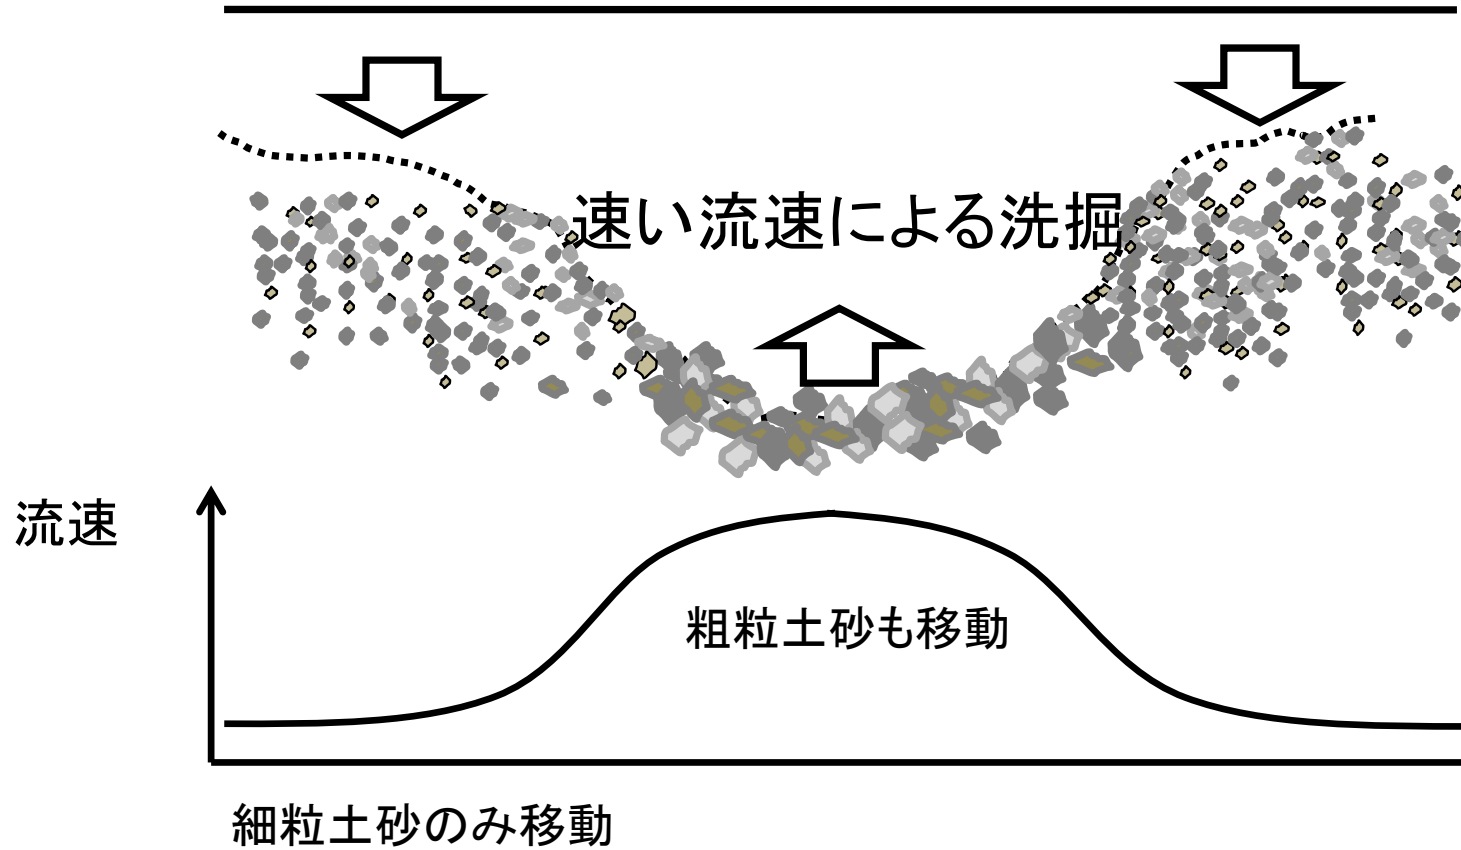 速い流速による洗掘
流速
粗粒土砂も移動
細粒土砂のみ移動